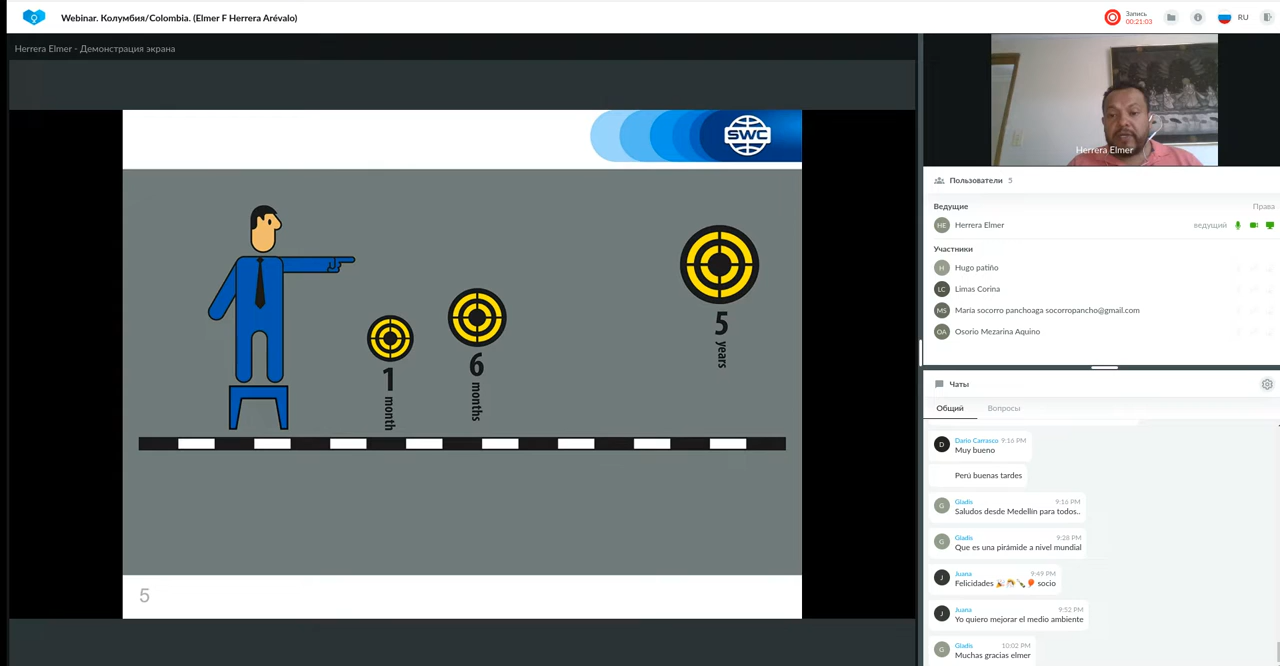 Webinar. Колумбия/Colombia. (Elmer F Herrera Arévalo)
Запись
00:21:03
RU
Herrera Elmer - Демонстрация экрана
SWC
1
month
6
months
5
years
5
Herrera Elmer
Пользователи 5
Ведущие
Права
HE
Herrera Elmer
ведущий
Участники
H
Hugo patiño
LC
Limas Corina
MS
María socorro panchoaga socorropancho@gmail.com
OA
Osorio Mezarina Aquino
Чаты
Общий
Вопросы
D
Dario Carrasco 9:16 PM
Muy bueno
Perú buenas tardes
G
Gladis 9:18 PM
Saludos desde Medellín para todos..
G
Gladis 9:28 PM
Que es una pirámide a nivel mundial
J
Juana 9:49 PM
Felicidades 🎉🎊🍾🎈 socio
J
Juana 9:52 PM
Yo quiero mejorar el medio ambiente
G
Gladis 10:02 PM
Muchas gracias elmer